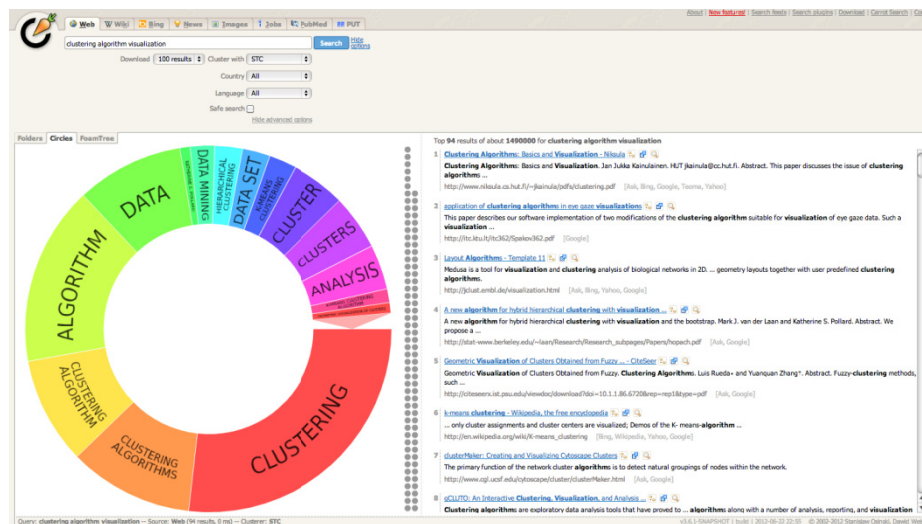 About | New features! | Search feeds | Search plugins | Download | Carrot Search |
Web Wiki Bing News Images Jobs PubMed PUT
clustering algorithm visualization Search Hide options
Download 100 results Cluster with STC
Country All
Language All
Safe search
Hide advanced options
Folders Circles FoamTree
DATA
DATA MINING
HIERARCHICAL CLUSTERING
DATA SET
K-MEANS CLUSTERING
CLUSTER
CLUSTERS
ANALYSIS
ALGORITHM
CLUSTERING ALGORITHM
CLUSTERING ALGORITHMS
CLUSTERING
Top 94 results of about 1490000 for clustering algorithm visualization
1 Clustering Algorithms: Basics and Visualization - Niksula
Clustering Algorithms: Basics and Visualization. Jan Jukka Kainulainen. HUT jkainula@cc.hut.fi. Abstract. This paper discusses the issue of clustering
algorithms ...
http://www.niksula.cs.hut.fi/~jkainula/pdfs/clustering.pdf [Ask, Bing, Google, Teoma, Yahoo]
2 application of clustering algorithms in eye gaze visualizations
This paper describes our software implementation of two modifications of the clustering algorithm suitable for visualization of eye gaze data. Such a
visualization ...
http://itc.ktu.lt/itc362/Spakov362.pdf [Google]
3 Layout Algorithms - Template 11
Medusa is a tool for visualization and clustering analysis of biological networks in 2D. ... geometry layouts together with user predefined clustering
algorithms.
http://jclust.embl.de/visualization.html [Ask, Bing, Yahoo, Google]
4 A new algorithm for hybrid hierarchical clustering with visualization ...
A new algorithm for hybrid hierarchical clustering with visualization and the bootstrap. Mark J. van der Laan and Katherine S. Pollard. Abstract. We
propose a ...
http://stat-www.berkeley.edu/~laan/Research/Research_subpages/Papers/hopach.pdf [Ask, Google]
5 Geometric Visualization of Clusters Obtained from Fuzzy ... - CiteSeer
Geometric Visualization of Clusters Obtained from Fuzzy. Clustering Algorithms. Luis Rueda* and Yuanquan Zhang*. Abstract. Fuzzy-clustering methods,
such ...
http://citeseerx.ist.psu.edu/viewdoc/download?doi=10.1.1.86.6720&rep=rep1&type=pdf [Ask, Google]
6 k-means clustering - Wikipedia, the free encyclopedia
... only cluster assignments and cluster centers are visualized; Demos of the K- means-algorithm ...
http://en.wikipedia.org/wiki/K-means_clustering [Bing, Wikipedia, Yahoo, Google]
7 clusterMaker: Creating and Visualizing Cytoscape Clusters
The primary function of the network cluster algorithms is to detect natural groupings of nodes within the network.
http://www.cgl.ucsf.edu/cytoscape/cluster/clusterMaker.html [Yahoo, Google]
8 gCLUTO: An Interactive Clustering, Visualization, and Analysis ...
Clustering algorithms are exploratory data analysis tools that have proved to ... algorithms along with a number of analysis, reporting, and visualization
Query: clustering algorithm visualization -- Source: Web (94 results, 0 ms) -- Clusterer: STC
v3.6.1-SNAPSHOT | build | 2012-06-22 22:55 | © 2002-2012 Stanislaw Osinski, Dawid